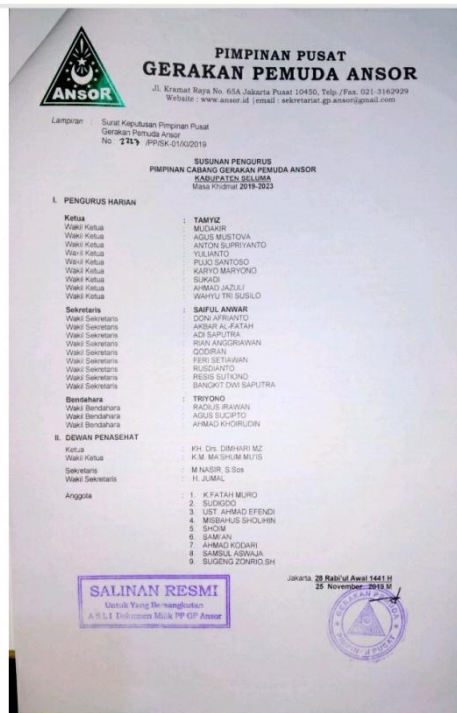 ANSOR
PIMPINAN PUSAT
GERAKAN PEMUDA ANSOR
Jl. Kramat Raya No. 65A Jakarta Pusat 10450, Telp./Fax. 021-3162929
Website : www.ansor.id | email : sekretariat.gp.ansor@gmail.com
Lampiran : Surat Keputusan Pimpinan Pusat
Gerakan Pemuda Ansor
No. /PP/SK-01/XI/2019
SUSUNAN PENGURUS
PIMPINAN CABANG GERAKAN PEMUDA ANSOR
KABUPATEN SELUMA
Masa Khidmat 2019-2023
I. PENGURUS HARIAN
Ketua : TAMYIZ
Wakil Ketua : MUDAKIR
Wakil Ketua : AGUS MUSTOVA
Wakil Ketua : ANTON SUPRIYANTO
Wakil Ketua : YULIANTO
Wakil Ketua : PUJO SANTOSO
Wakil Ketua : KARYO MARYONO
Wakil Ketua : SUKADI
Wakil Ketua : AHMAD JAZULI
Wakil Ketua : WAHYU TRI SUSILO
Sekretaris : SAIFUL ANWAR
Wakil Sekretaris : DONI AFRIANTO
Wakil Sekretaris : AKBAR AL-FATAH
Wakil Sekretaris : ADI SAPUTRA
Wakil Sekretaris : RIAN ANGGRIAWAN
Wakil Sekretaris : QODIRAN
Wakil Sekretaris : FERI SETIAWAN
Wakil Sekretaris : RUSDIANTO
Wakil Sekretaris : RESIS SUTIONO
Wakil Sekretaris : BANGKIT DWI SAPUTRA
Bendahara : TRIYONO
Wakil Bendahara : RADIUS IRAWAN
Wakil Bendahara : AGUS SUCIPTO
Wakil Bendahara : AHMAD KHOIRUDIN
II. DEWAN PENASEHAT
Ketua : KH. Drs. DIMHARI MZ
Wakil Ketua : K.M. MA'SHUM MU'IS
Sekretaris : M.NASIR, S.Sos
Wakil Sekretaris : H. JUMAL
Anggota : 1. K.FATAH MURO
2. SUDIGDO
3. UST. AHMAD EFENDI
4. MISBAHUS SHOLIHIN
5. SHOIM
6. SAMI'AN
7. AHMAD KODARI
8. SAMSUL ASWAJA
9. SUGENG ZONRIO.SH
Jakarta, 28 Rabi'ul Awal 1441 H
25 November 2019 M
SALINAN RESMI
Untuk Yang Bersangkutan
ASLI Dokumen Milik PP GP Ansor
GERAKAN PEMUDA
PIMPINAN PUSAT